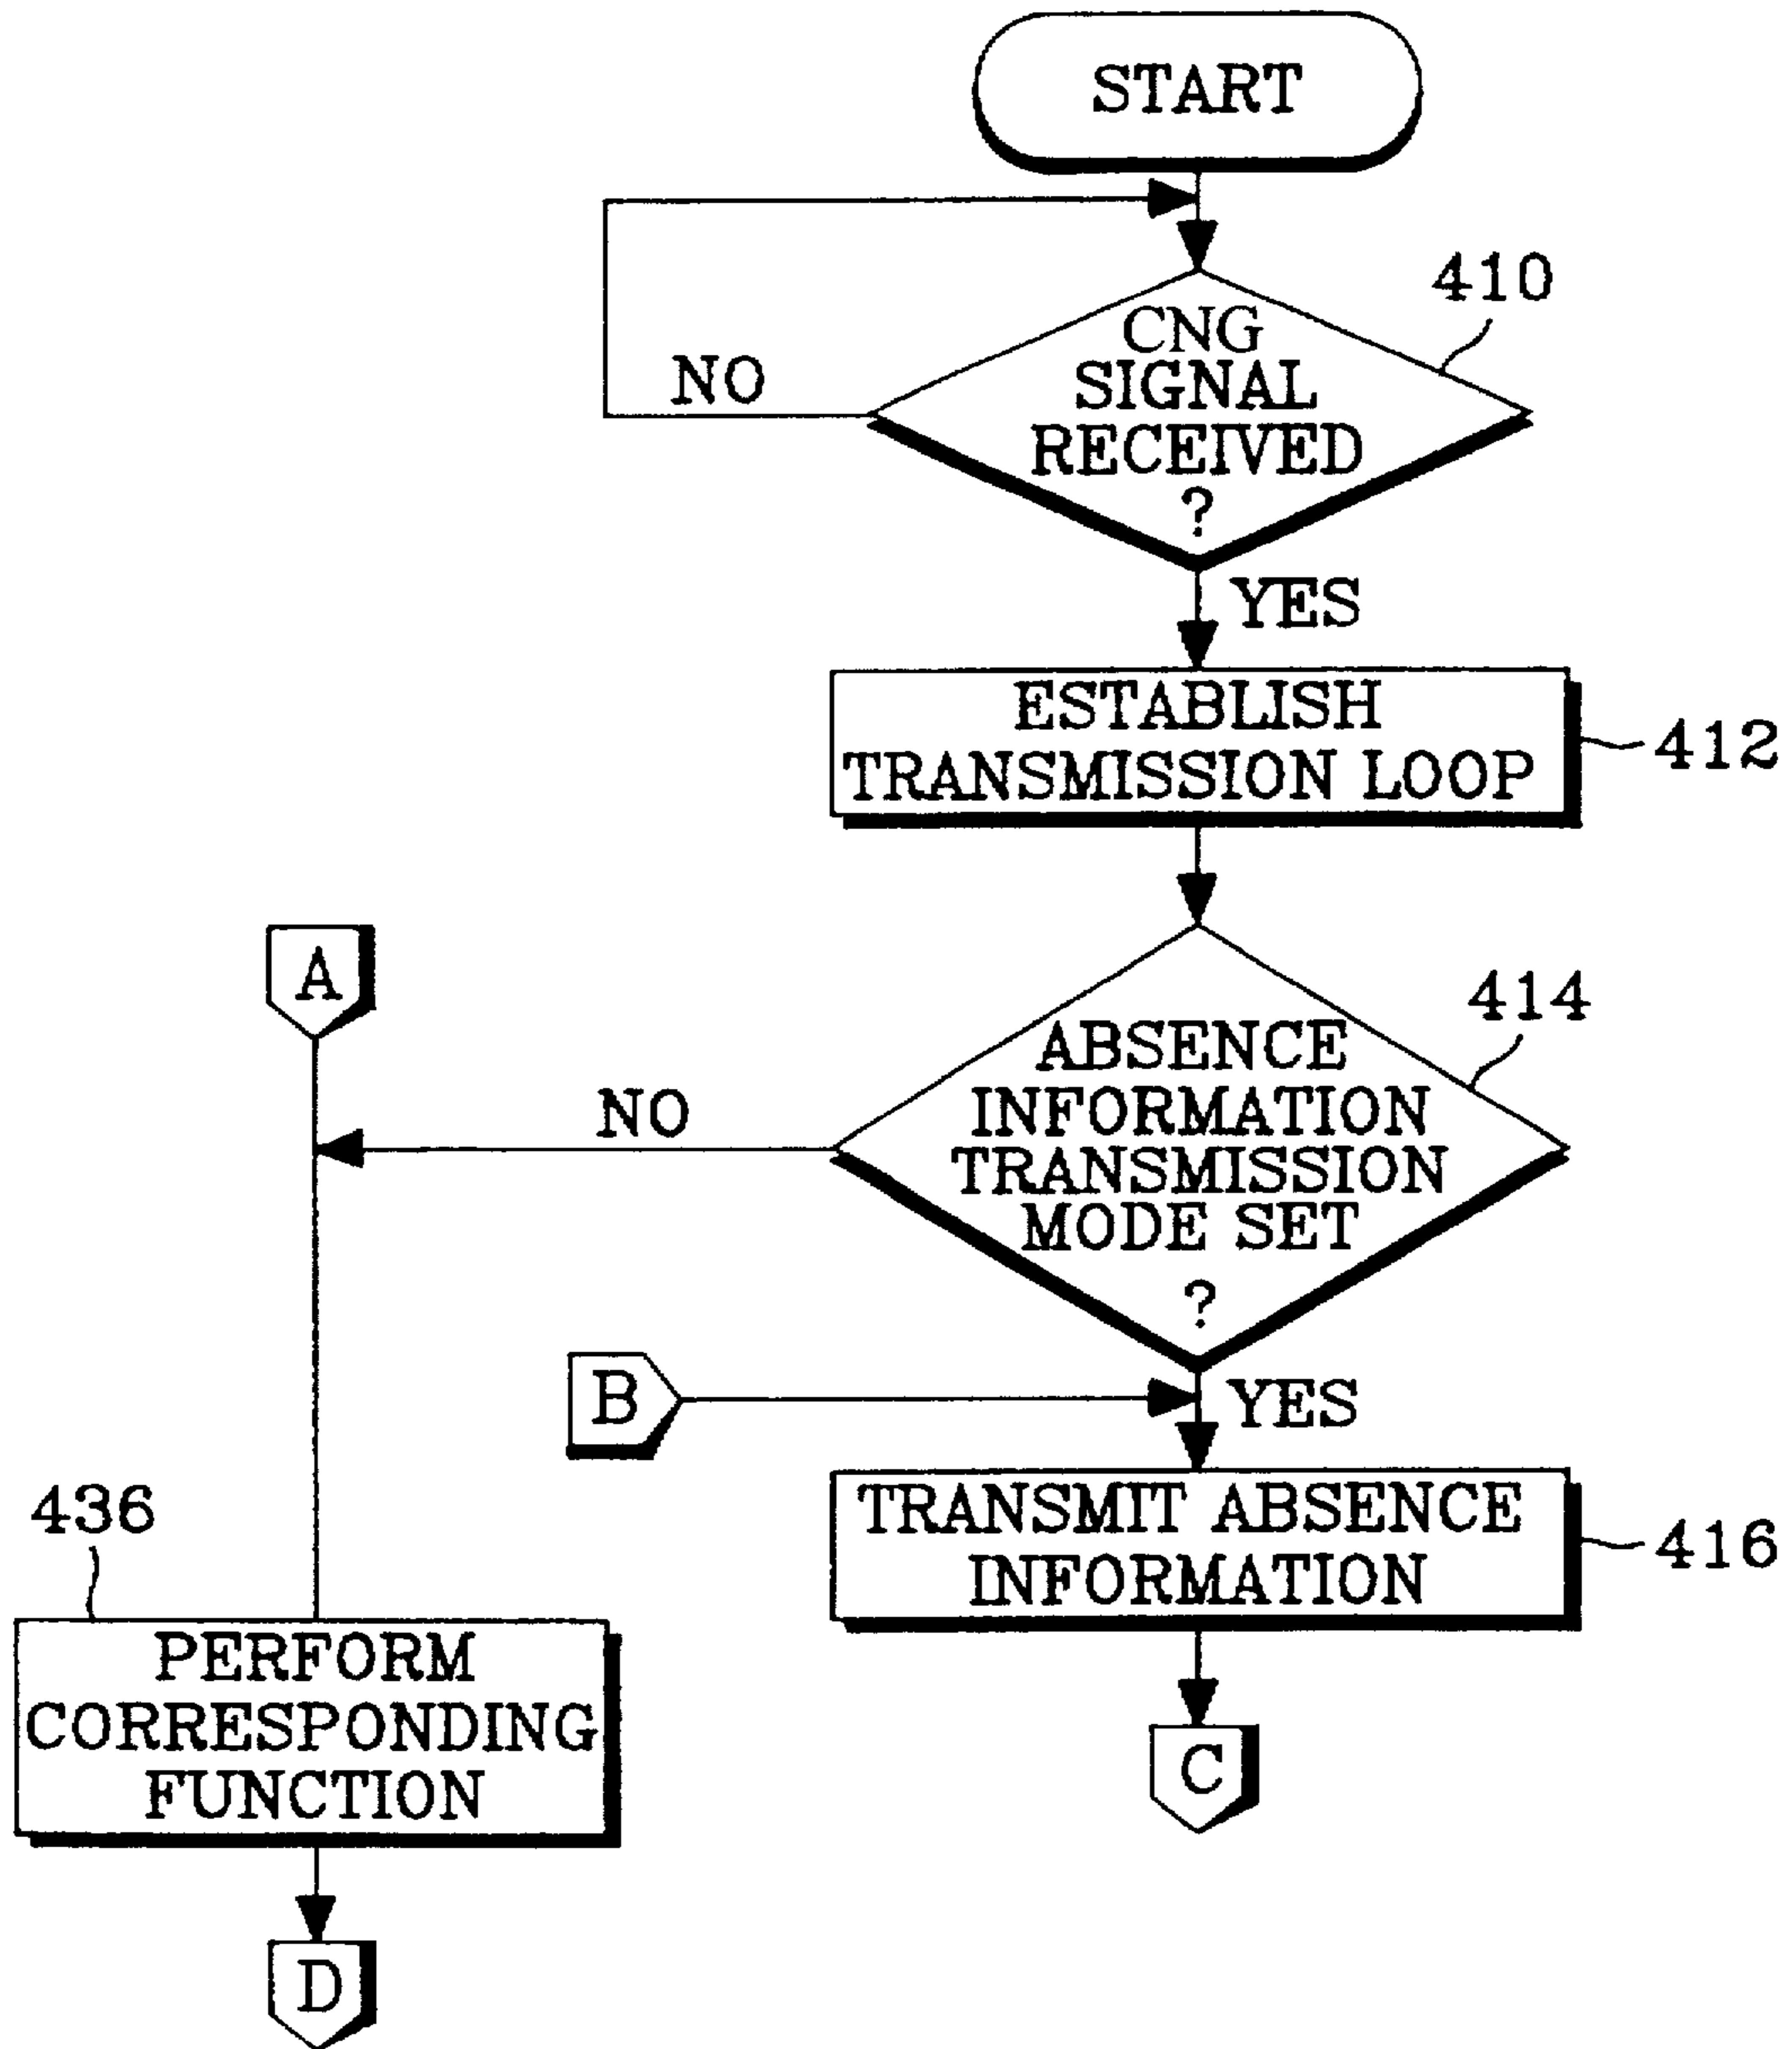 START
410
CNG
SIGNAL
RECEIVED
?
NO
YES
ESTABLISH
TRANSMISSION LOOP
412
A
414
ABSENCE
INFORMATION
TRANSMISSION
MODE SET
?
NO
B
YES
TRANSMIT ABSENCE
INFORMATION
416
436
PERFORM
CORRESPONDING
FUNCTION
C
D